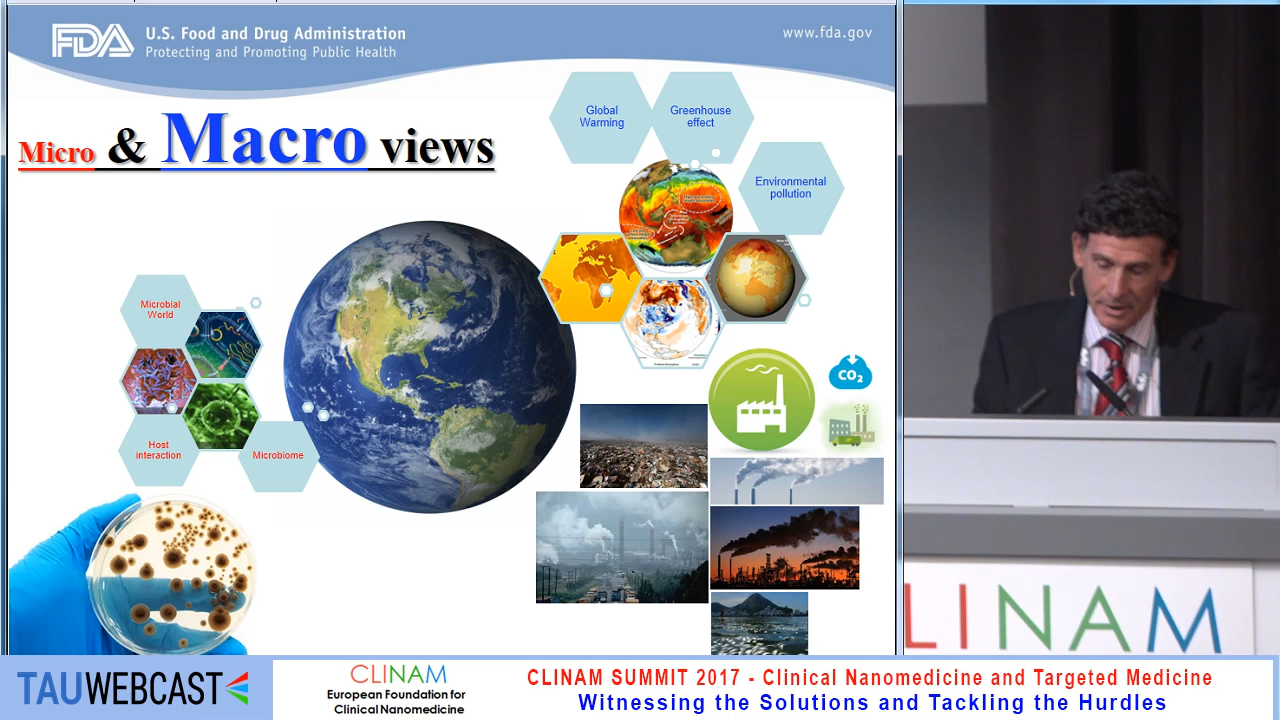 FDA
U.S. Food and Drug Administration
Protecting and Promoting Public Health
www.fda.gov
Micro & Macro views
Global
Warming
Greenhouse
effect
Environmental
pollution
Microbial
World
Host
interaction
Microbiome
CO2
CLINAM
TAUWEBCAST
CLINAM
European Foundation for
Clinical Nanomedicine
CLINAM SUMMIT 2017 - Clinical Nanomedicine and Targeted Medicine
Witnessing the Solutions and Tackling the Hurdles